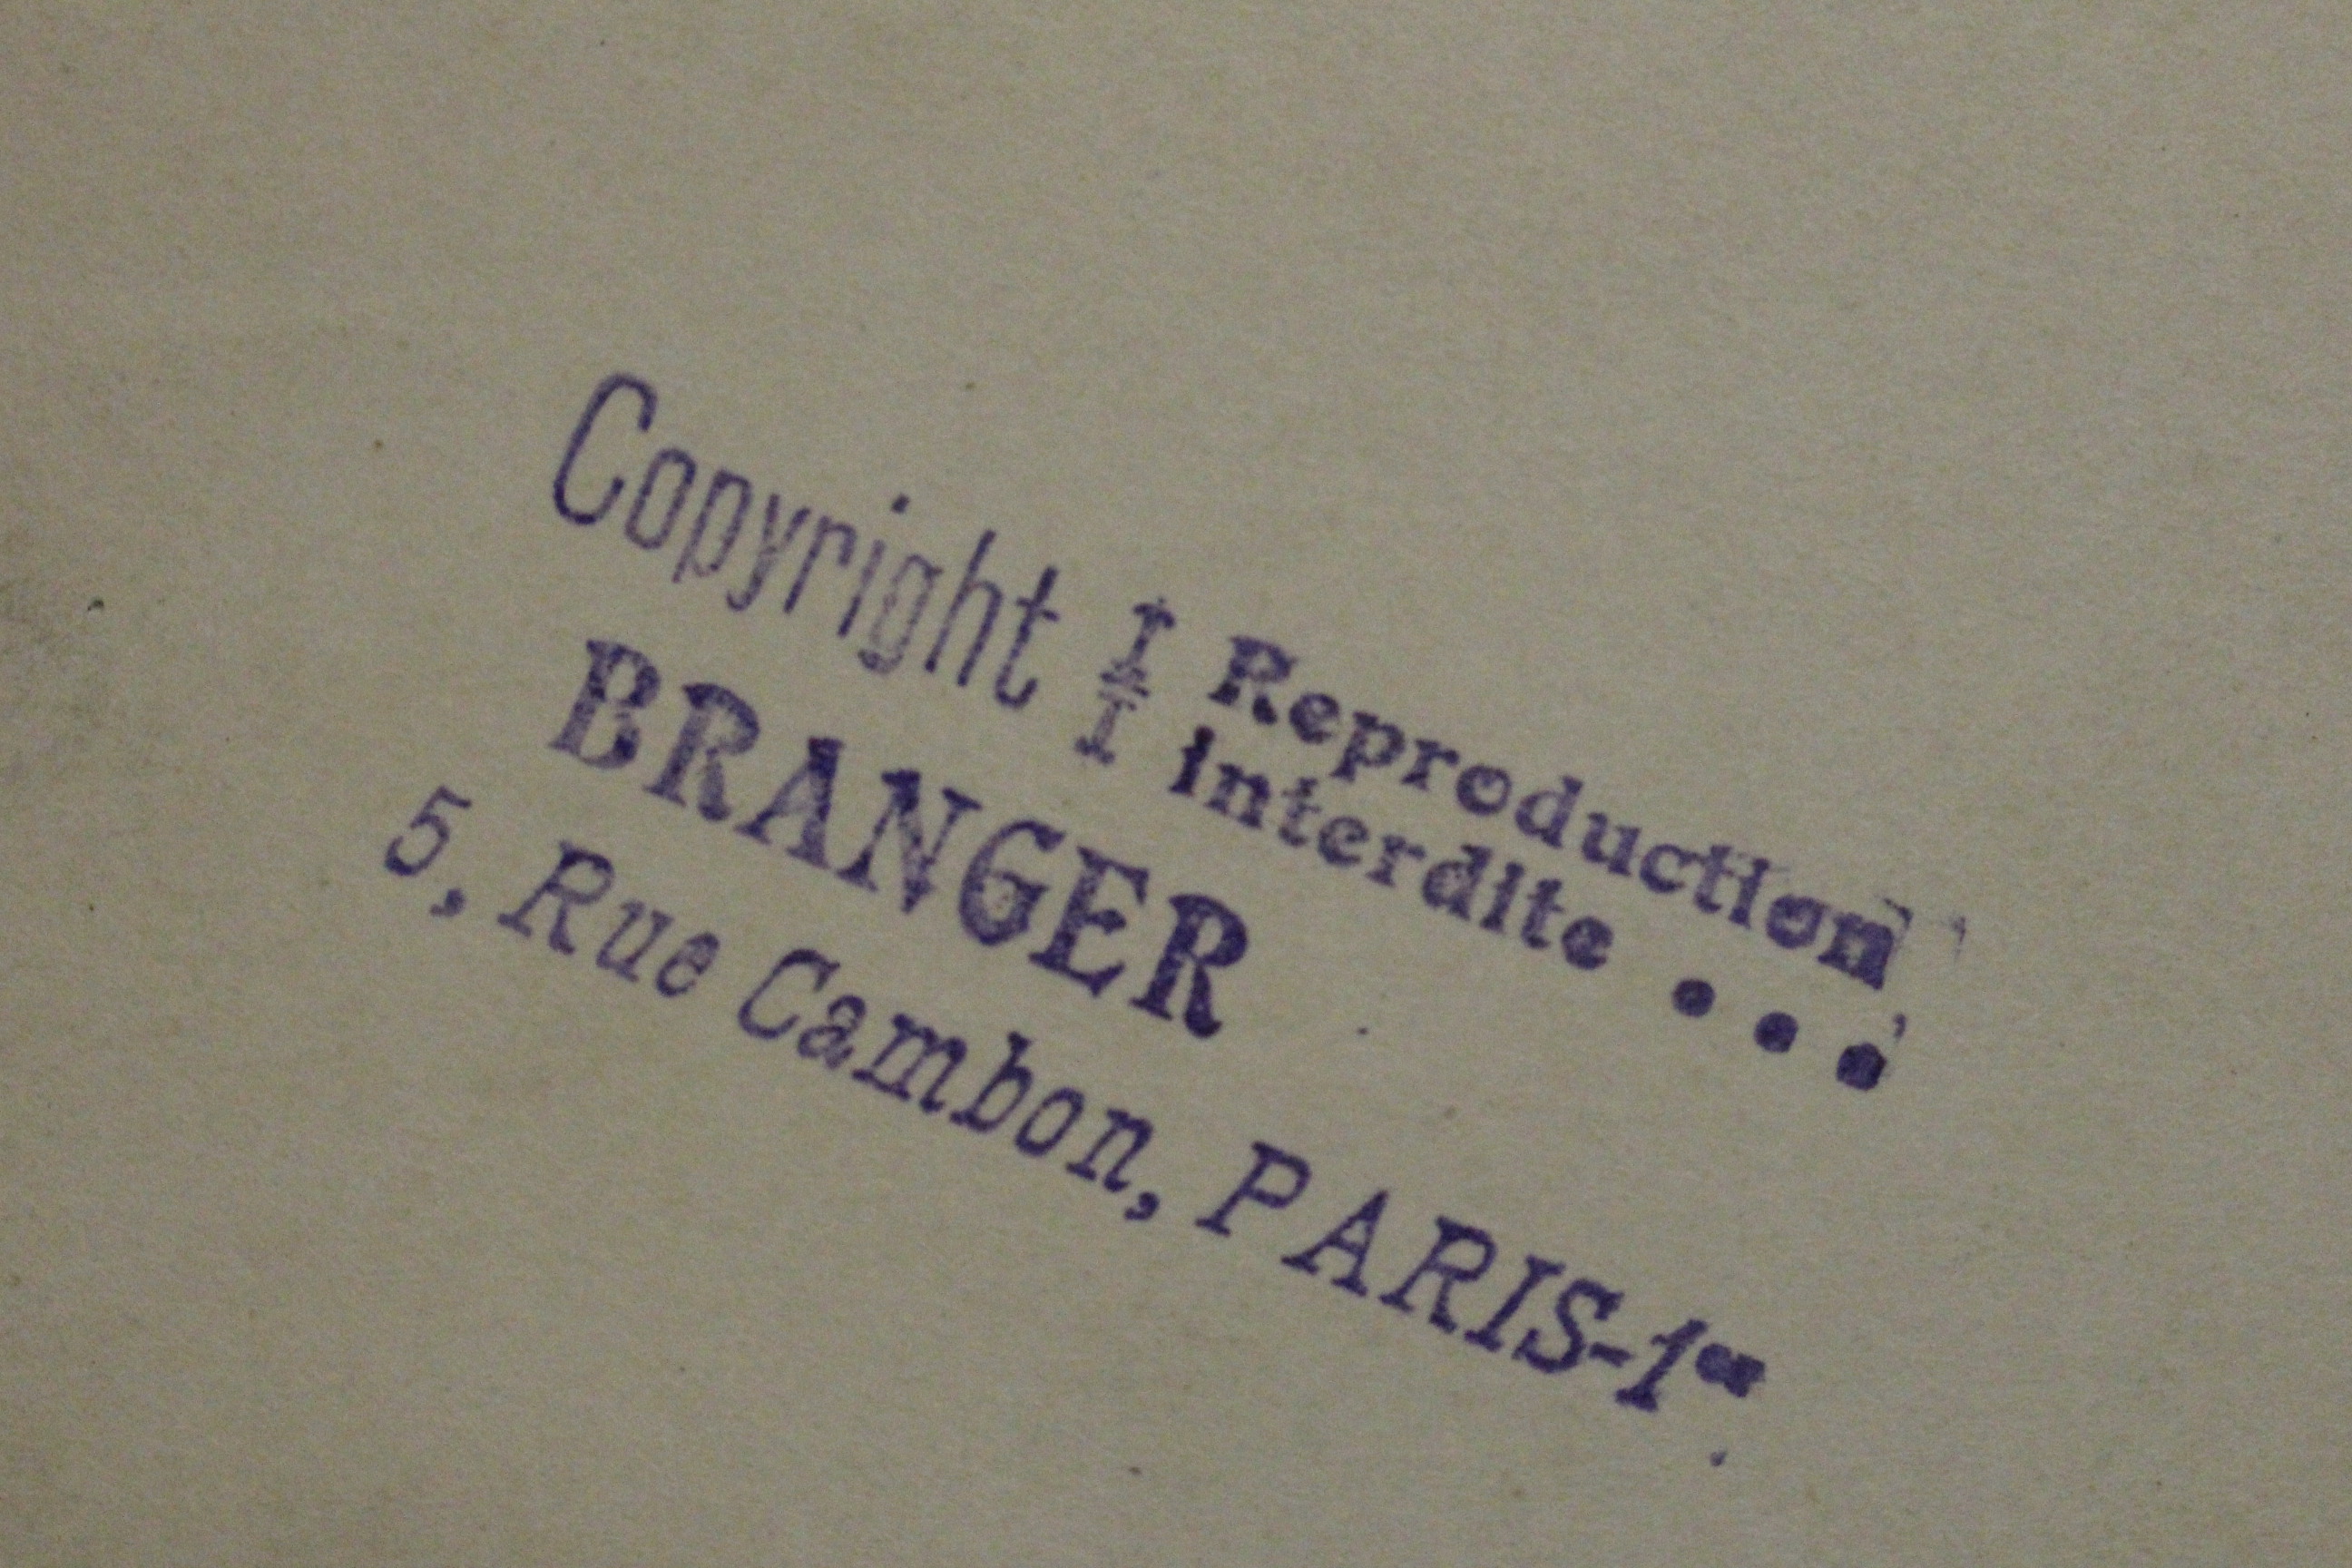 Copyright
Reproduction
interdite ...
BRANGER
5, Rue Cambon, PARIS-1er